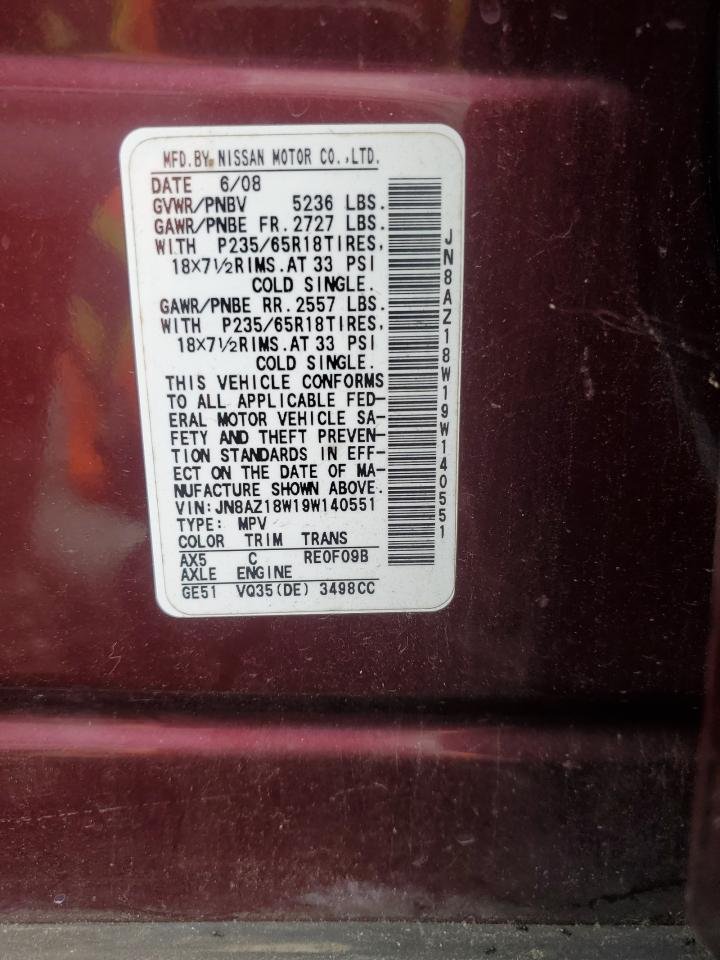 MFD.BY NISSAN MOTOR CO.,LTD.
DATE 6/08
GVWR/PNBV 5236 LBS.
GAWR/PNBE FR.2727 LBS.
WITH P235/65R18TIRES,
18X7½RIMS.AT 33 PSI
COLD SINGLE.
GAWR/PNBE RR.2557 LBS.
WITH P235/65R18TIRES,
18X7½RIMS.AT 33 PSI
COLD SINGLE.
THIS VEHICLE CONFORMS
TO ALL APPLICABLE FED-
ERAL MOTOR VEHICLE SA-
FETY AND THEFT PREVEN-
TION STANDARDS IN EFF-
ECT ON THE DATE OF MA-
NUFACTURE SHOWN ABOVE.
VIN:JN8AZ18W19W140551
TYPE: MPV
COLOR TRIM TRANS
AX5 C RE0F09B
AXLE ENGINE
GE51 VQ35(DE) 3498CC
JN8AZ18W19W140551